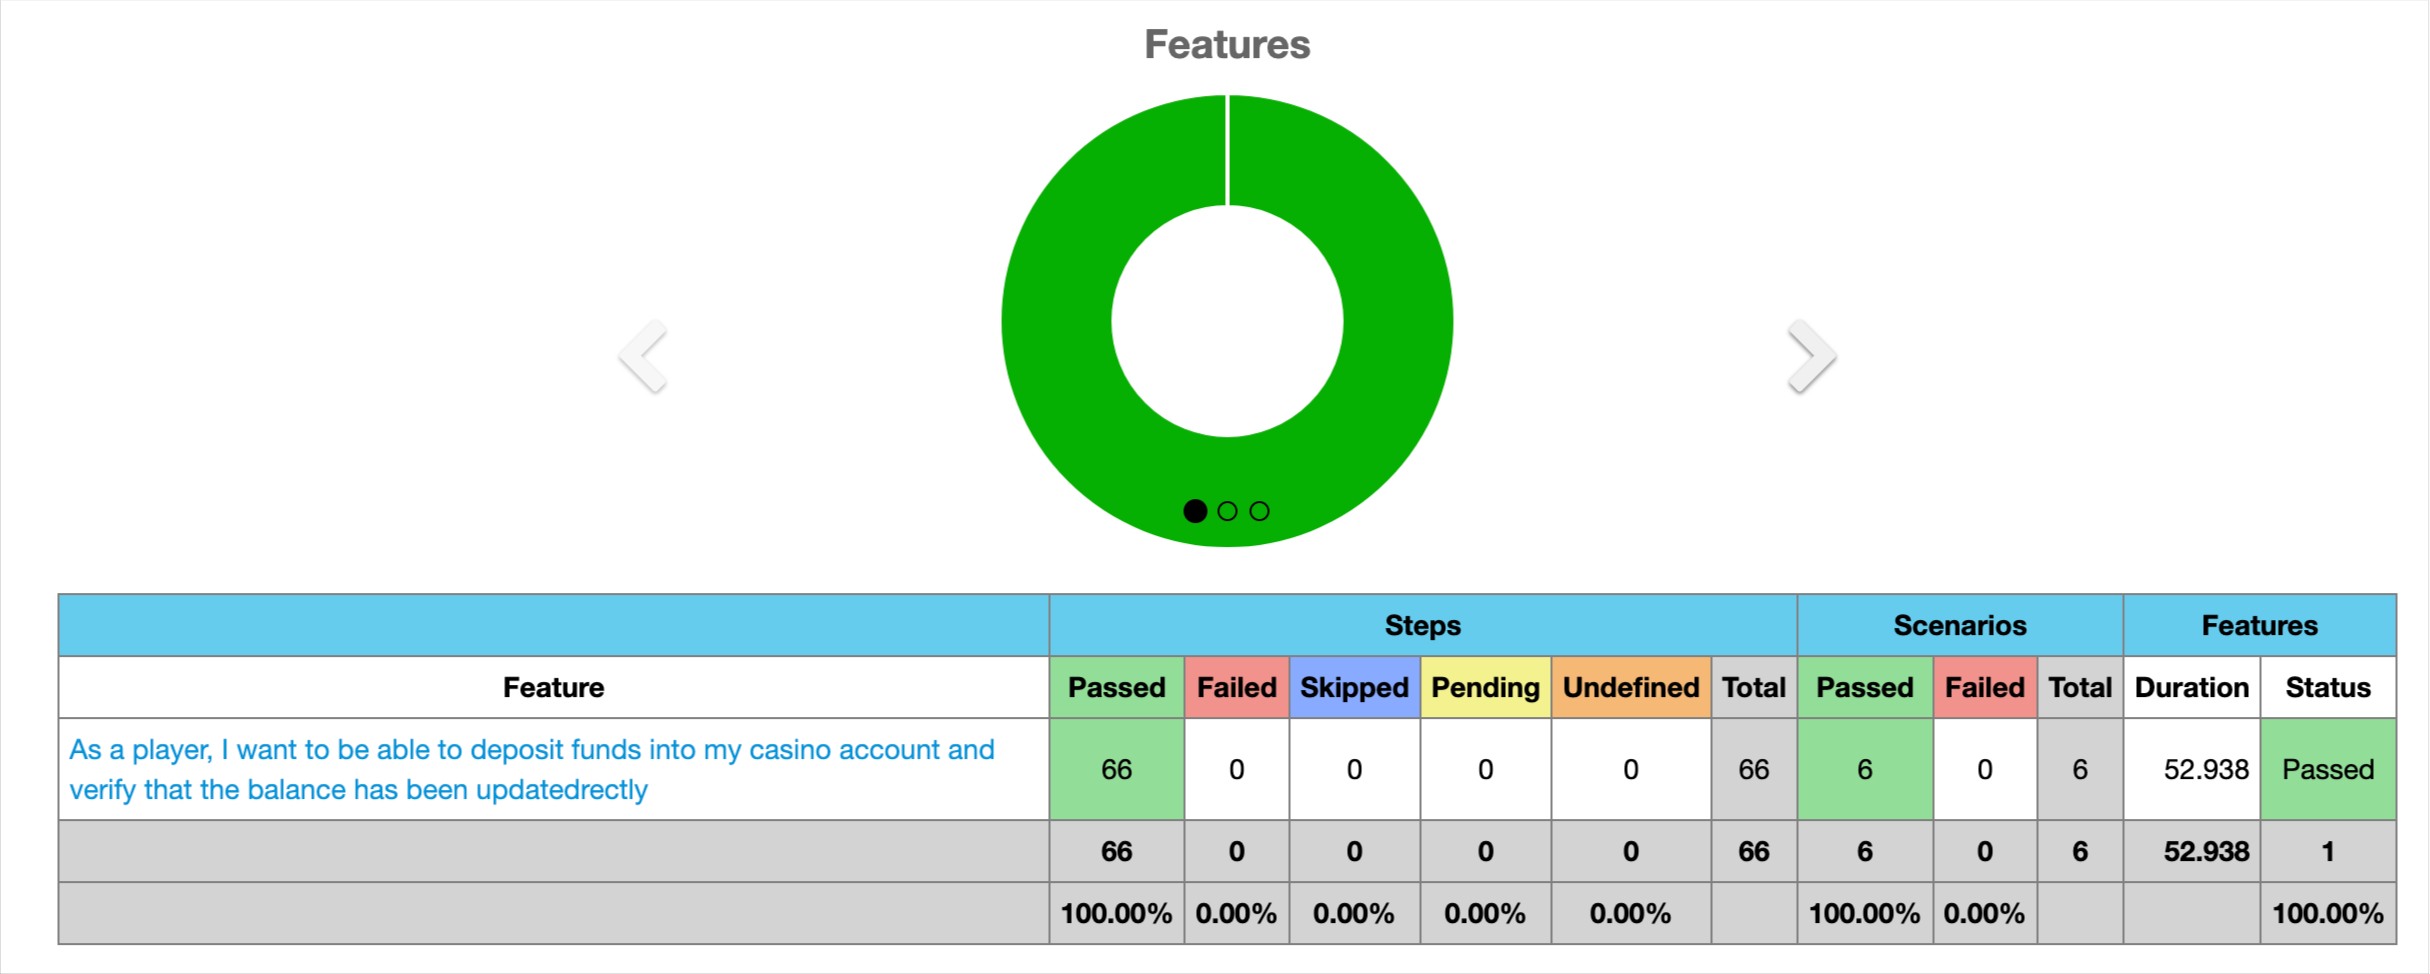 Features
Steps Scenarios Features
Feature Passed Failed Skipped Pending Undefined Total Passed Failed Total Duration Status
As a player, I want to be able to deposit funds into my casino account and
verify that the balance has been updatedrectly
66 0 0 0 0 66 6 0 6 52.938 Passed
66 0 0 0 0 66 6 0 6 52.938 1
100.00% 0.00% 0.00% 0.00% 0.00% 100.00% 0.00% 100.00%